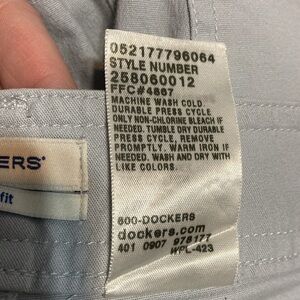 052177796064
STYLE NUMBER
258060012
FFC#4867
MACHINE WASH COLD.
DURABLE PRESS CYCLE
ONLY NON-CHLORINE BLEACH IF
NEEDED. TUMBLE DRY DURABLE
PRESS CYCLE, REMOVE
PROMPTLY. WARM IRON IF
NEEDED. WASH AND DRY WITH
LIKE COLORS.
CKERS
fit
800-DOCKERS
dockers.com
401 0907 978177
WPL-423